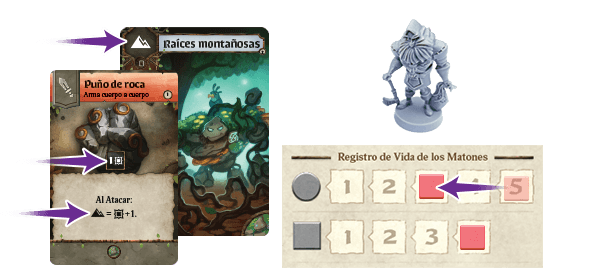 Raíces montañosas
Puño de roca
Arma cuerpo a cuerpo
1
Al Atacar:
= +1.
Registro de Vida de los Matones
1 2 4 5
1 2 3